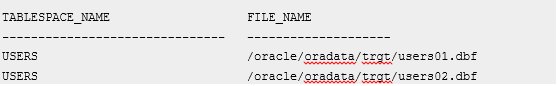 TABLESPACE_NAME FILE_NAME
------------------------------- --------------------
USERS /oracle/oradata/trgt/users01.dbf
USERS /oracle/oradata/trgt/users02.dbf